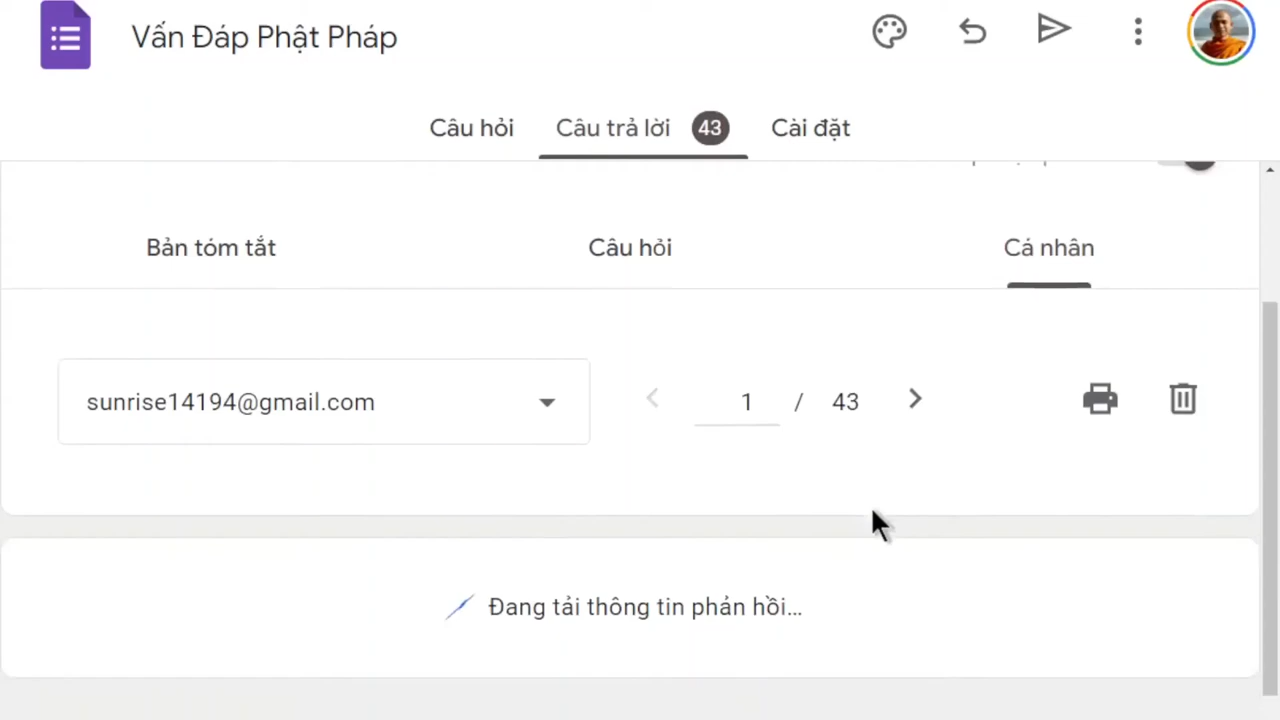 Vấn Đáp Phật Pháp
Câu hỏi
Câu trả lời 43
Cài đặt
Bản tóm tắt
Câu hỏi
Cá nhân
sunrise14194@gmail.com
1 / 43
Đang tải thông tin phản hồi...